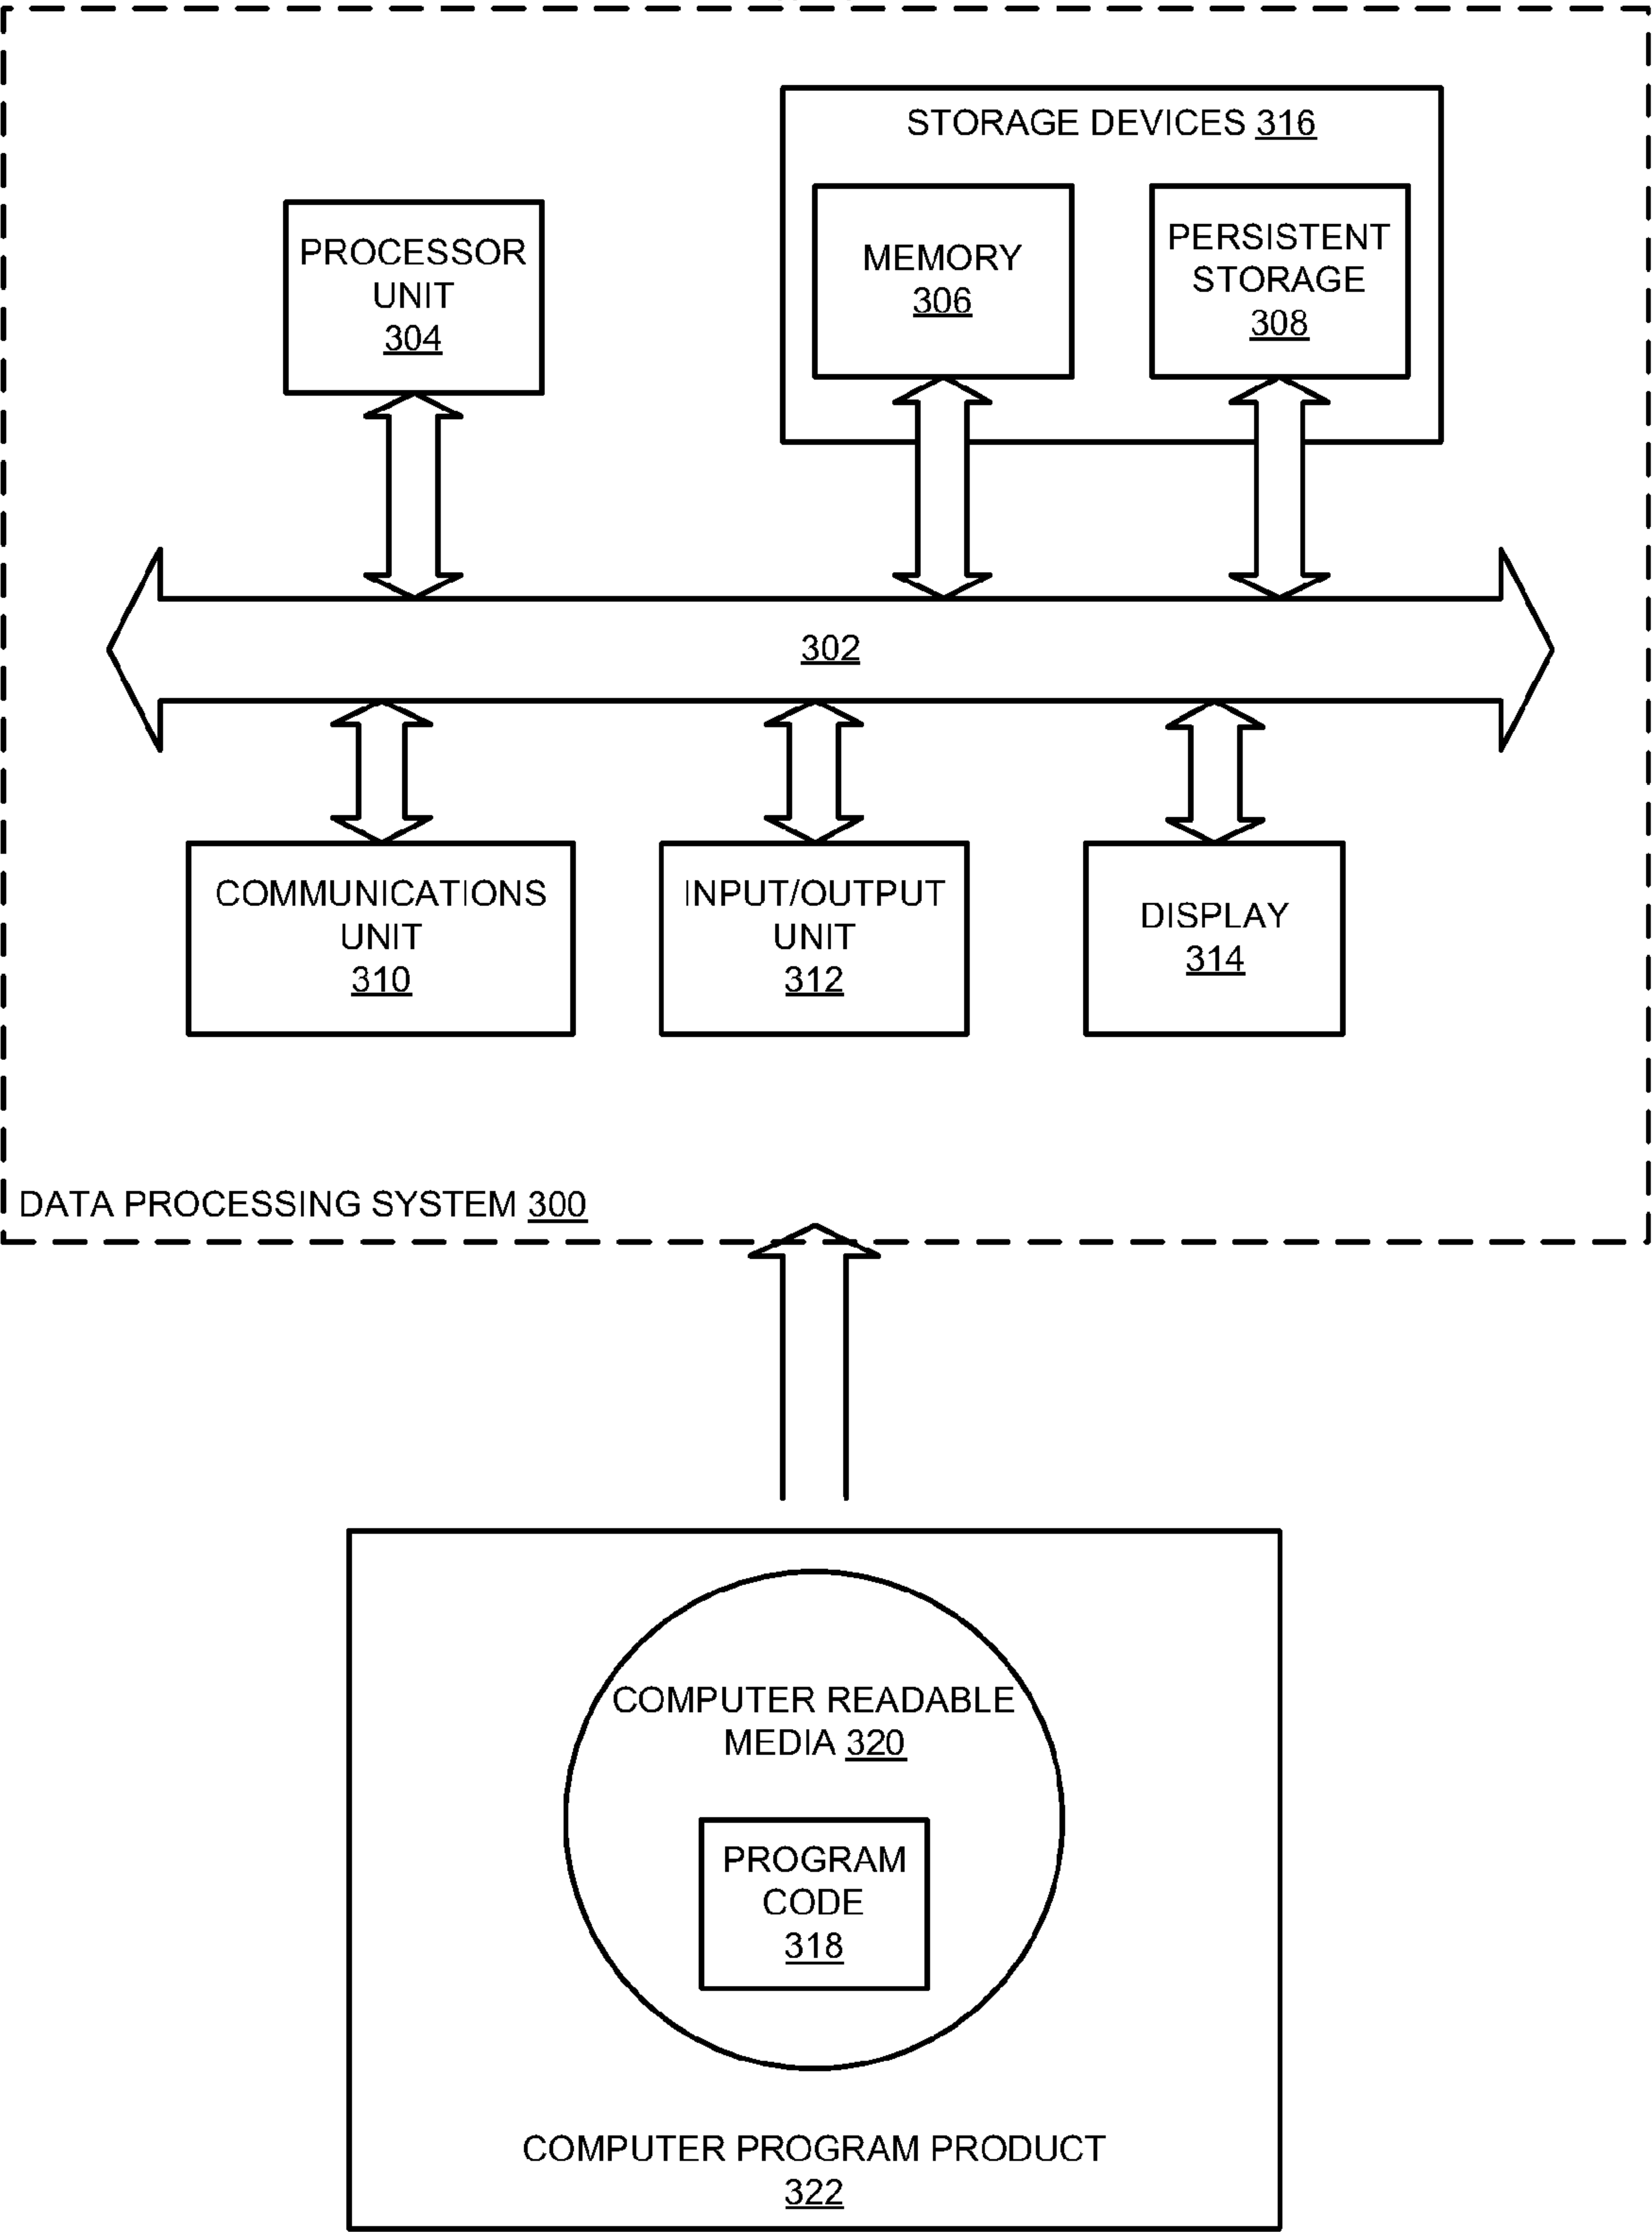 STORAGE DEVICES 316
PROCESSOR
UNIT
304
MEMORY
306
PERSISTENT
STORAGE
308
302
COMMUNICATIONS
UNIT
310
INPUT/OUTPUT
UNIT
312
DISPLAY
314
DATA PROCESSING SYSTEM 300
COMPUTER READABLE
MEDIA 320
PROGRAM
CODE
318
COMPUTER PROGRAM PRODUCT
322